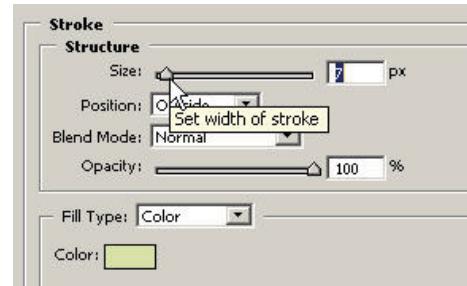 Stroke
Structure
Size: 7 px
Position:
Set width of stroke
Blend Mode: Normal
Opacity: 100 %
Fill Type: Color
Color: